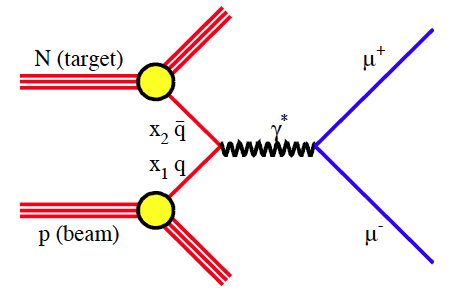 N (target)
μ⁺
γ*
x₂ q̄
x₁ q
p (beam)
μ⁻